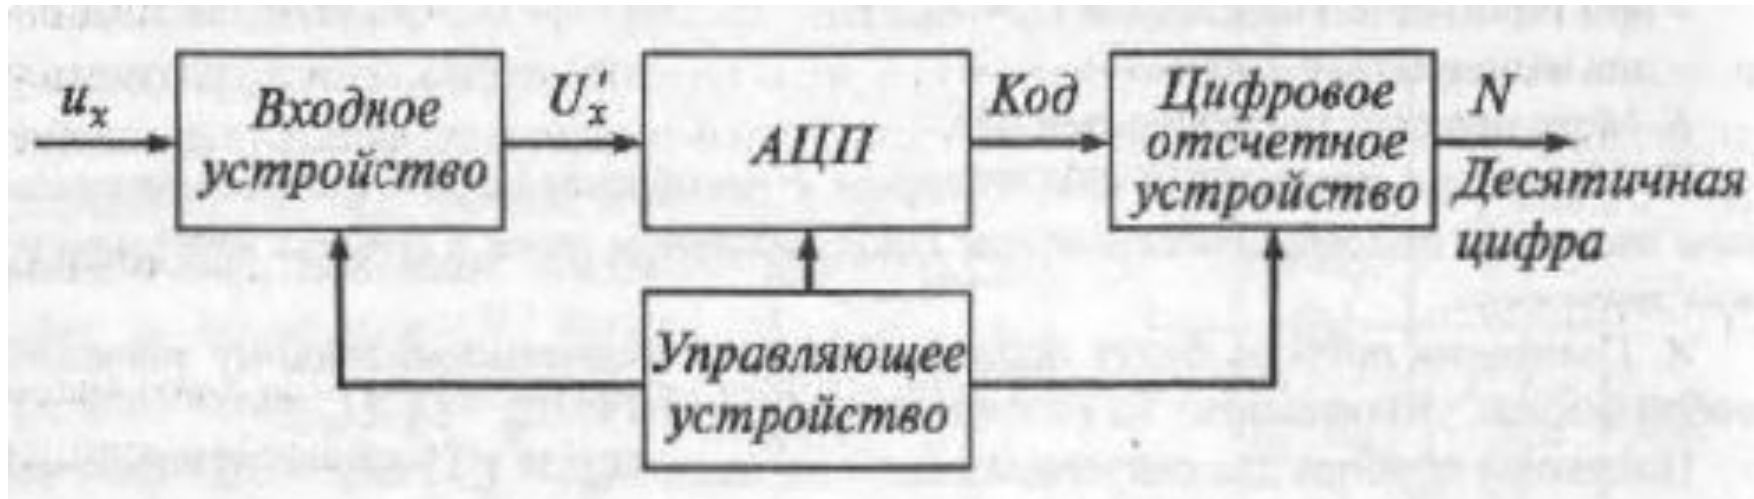 uₓ
Входное
устройство
U'ₓ
АЦП
Код
Цифровое
отсчетное
устройство
N
Десятичная
цифра
Управляющее
устройство